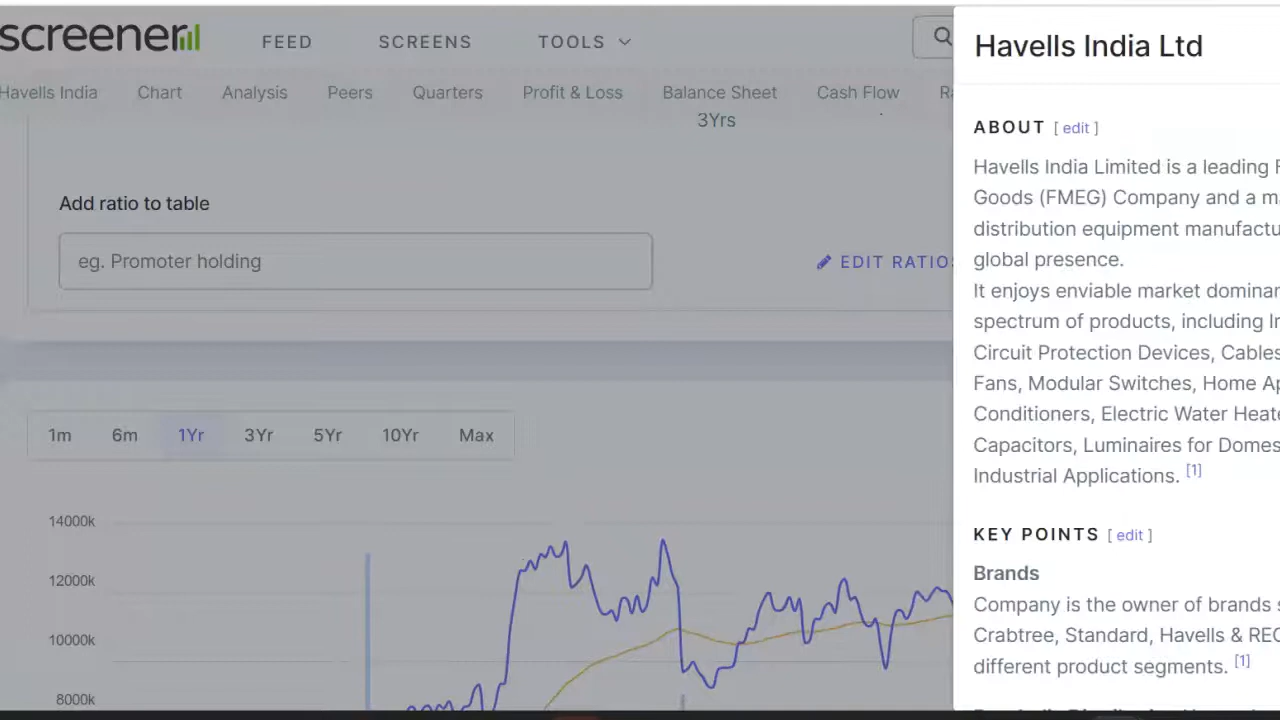 screener
FEED
SCREENS
TOOLS
Havells India
Chart
Analysis
Peers
Quarters
Profit & Loss
Balance Sheet
Cash Flow
3Yrs
Add ratio to table
eg. Promoter holding
EDIT RATIO
1m
6m
1Yr
3Yr
5Yr
10Yr
Max
14000k
12000k
10000k
8000k
Havells India Ltd
ABOUT [ edit ]
Havells India Limited is a leading
Goods (FMEG) Company and a
distribution equipment
global presence.
It enjoys enviable market
spectrum of products, including
Circuit Protection Devices, Cables
Fans, Modular Switches, Home
Conditioners, Electric Water
Capacitors, Luminaires for
Industrial Applications. [1]
KEY POINTS [ edit ]
Brands
Company is the owner of brands
Crabtree, Standard, Havells &
different product segments. [1]